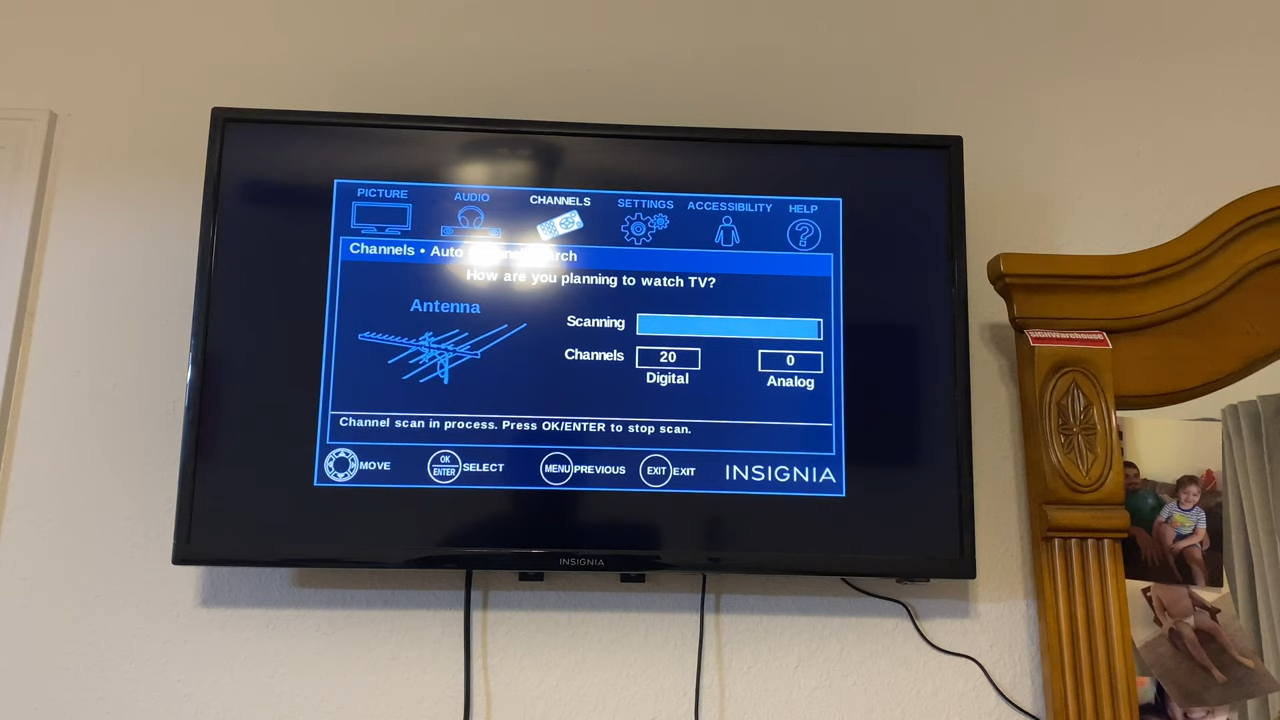 PICTURE AUDIO CHANNELS SETTINGS ACCESSIBILITY HELP
Channels • Auto
How are you planning to watch TV?
Antenna
Scanning
Channels 20 0
Digital Analog
Channel scan in process. Press OK/ENTER to stop scan.
MOVE OK ENTER SELECT MENU PREVIOUS EXIT EXIT INSIGNIA
INSIGNIA
SIGNWarehouse